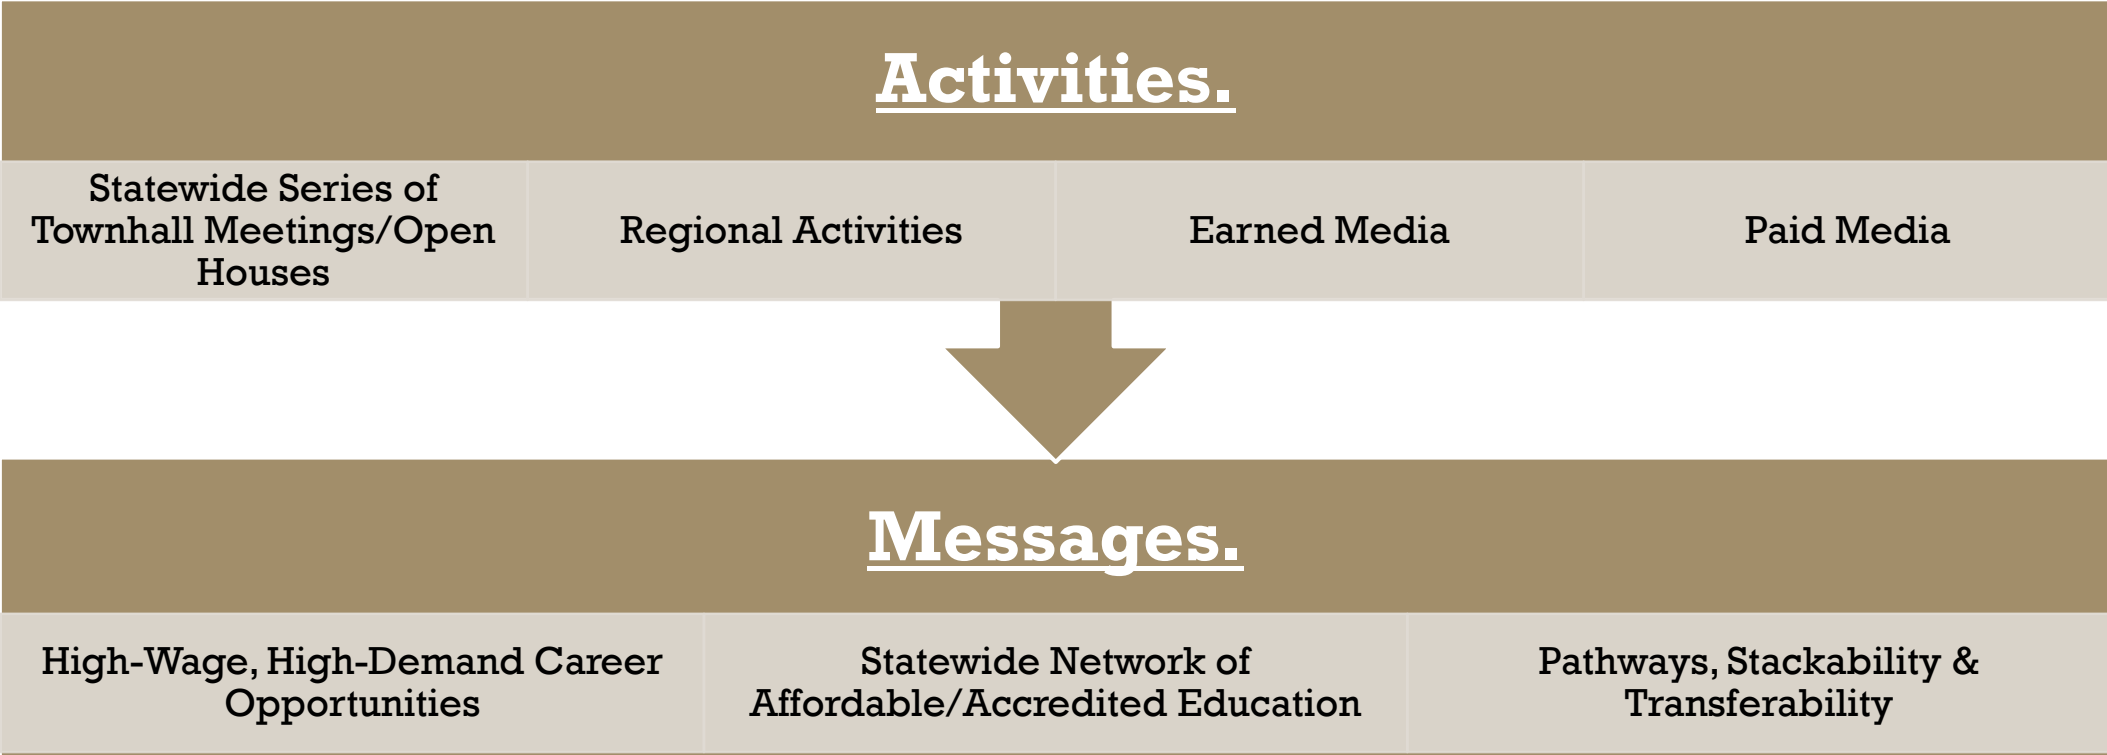 Activities.
Statewide Series of
Townhall Meetings/Open
Houses
Regional Activities
Earned Media
Paid Media
Messages.
High-Wage, High-Demand Career
Opportunities
Statewide Network of
Affordable/Accredited Education
Pathways, Stackability &
Transferability